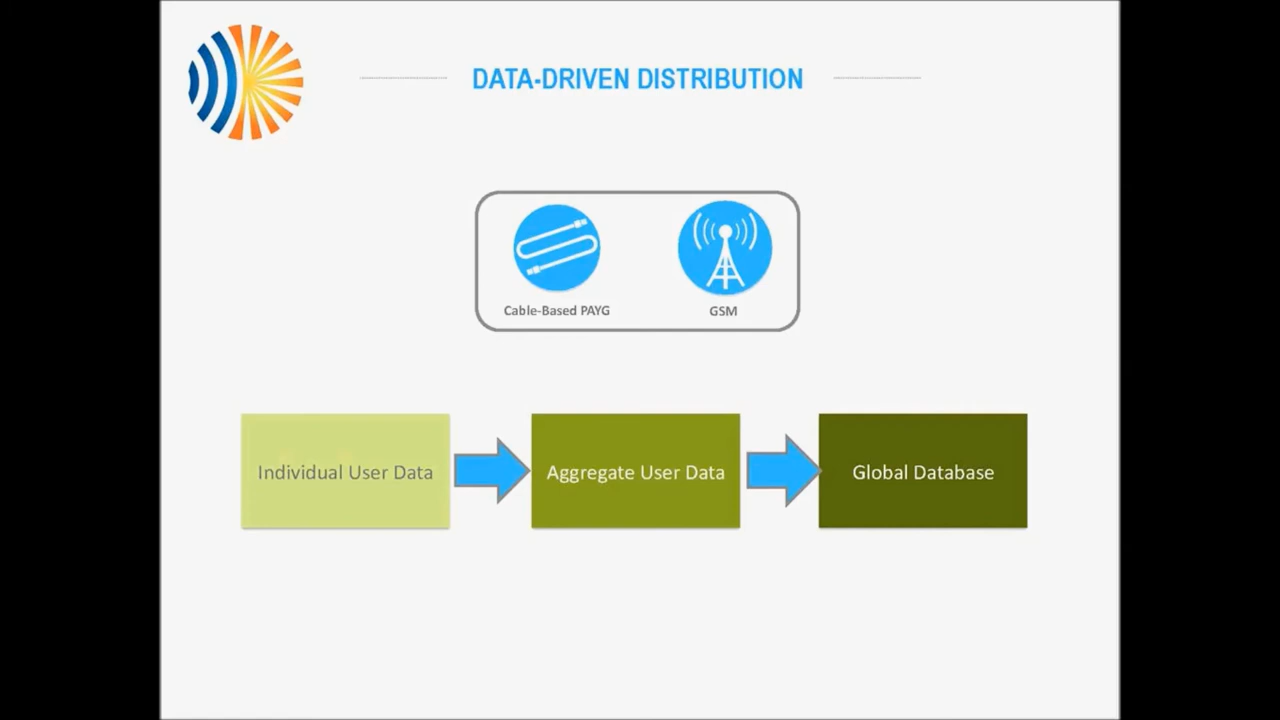 DATA-DRIVEN DISTRIBUTION
Cable-Based PAYG
GSM
Individual User Data
Aggregate User Data
Global Database